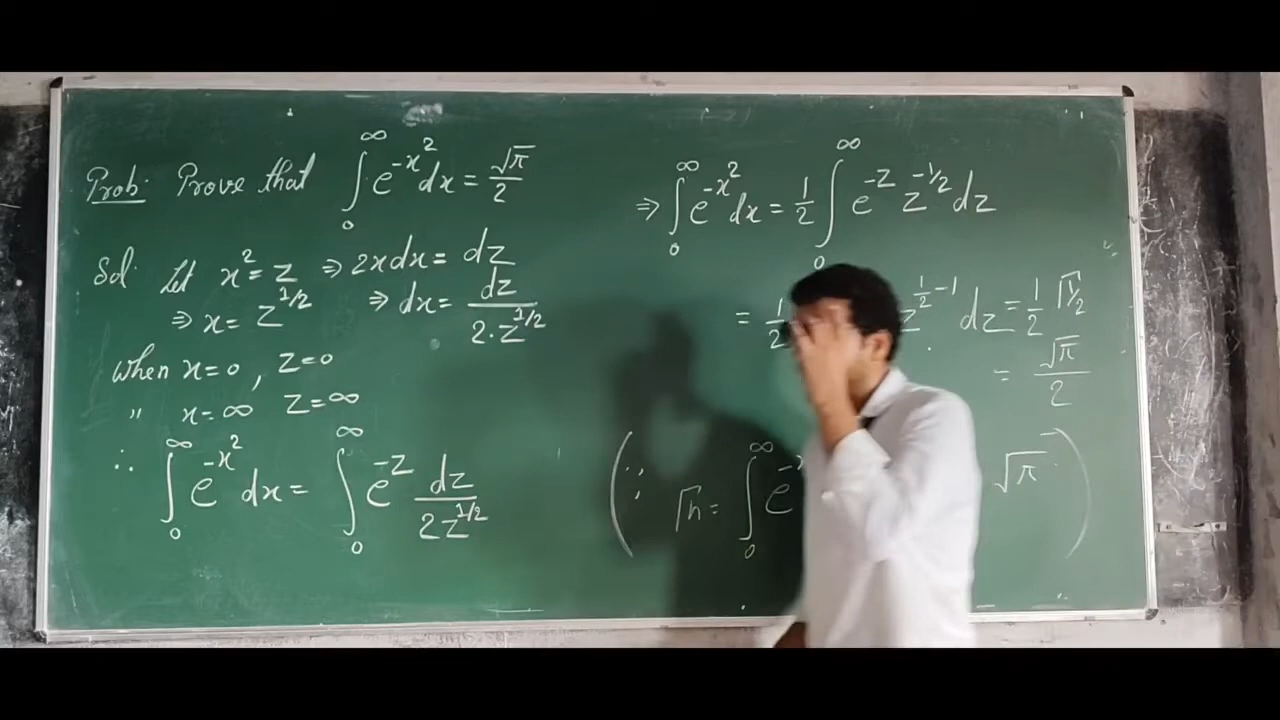 Prob. Prove that ∫₀^∞ e^(-x²) dx = √π/2
Sol. Let x² = z ⇒ 2x dx = dz
⇒ x = z^(1/2) ⇒ dx = dz/(2·z^(1/2))
When x=0, z=0
" x=∞ z=∞
∴ ∫₀^∞ e^(-x²) dx = ∫₀^∞ e^(-z) dz/(2z^(1/2))
⇒ ∫₀^∞ e^(-x²) dx = 1/2 ∫₀^∞ e^(-z) z^(-1/2) dz
= 1/2 z^(1/2-1) dz = 1/2 Γ1/2
= √π/2
(∵ Γn = ∫₀^∞ e^- √π)